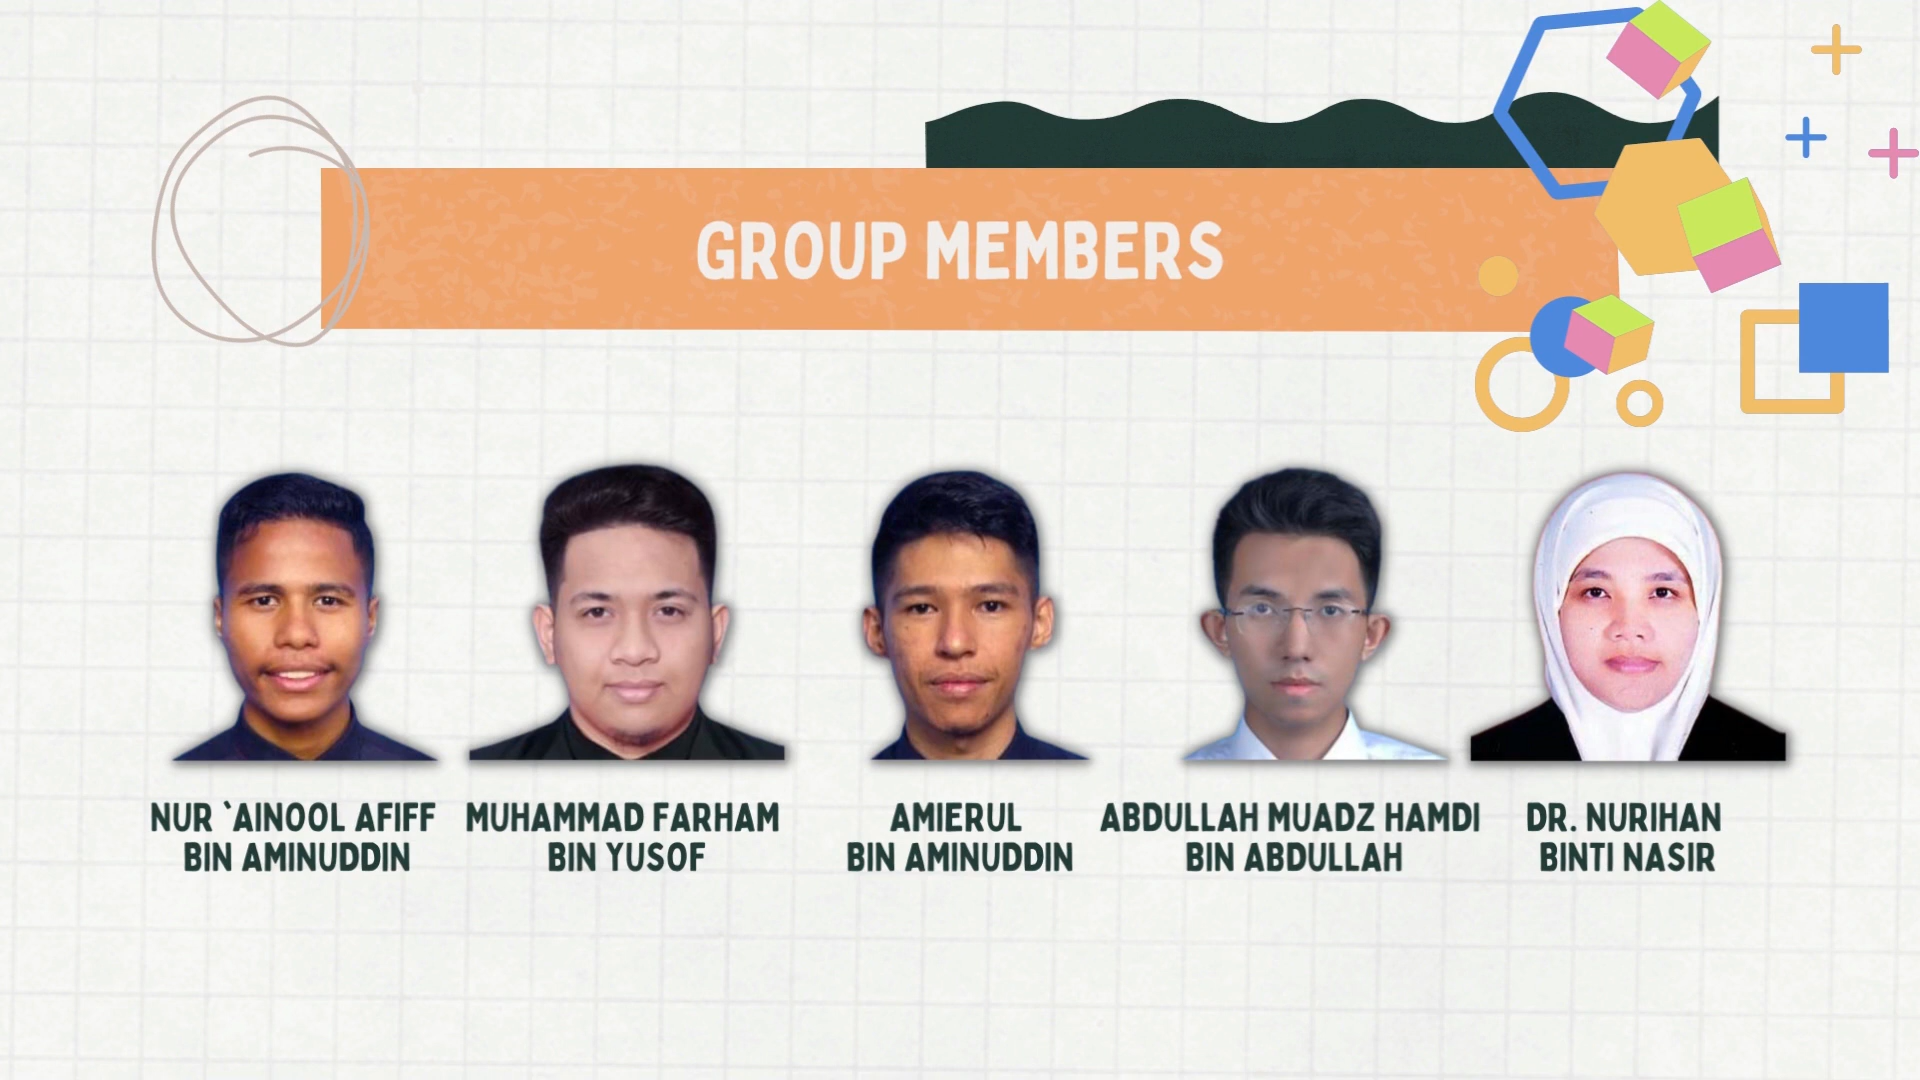 GROUP MEMBERS
NUR `AINOOL AFIFF
BIN AMINUDDIN
MUHAMMAD FARHAM
BIN YUSOF
AMIERUL
BIN AMINUDDIN
ABDULLAH MUADZ HAMDI
BIN ABDULLAH
DR. NURIHAN
BINTI NASIR